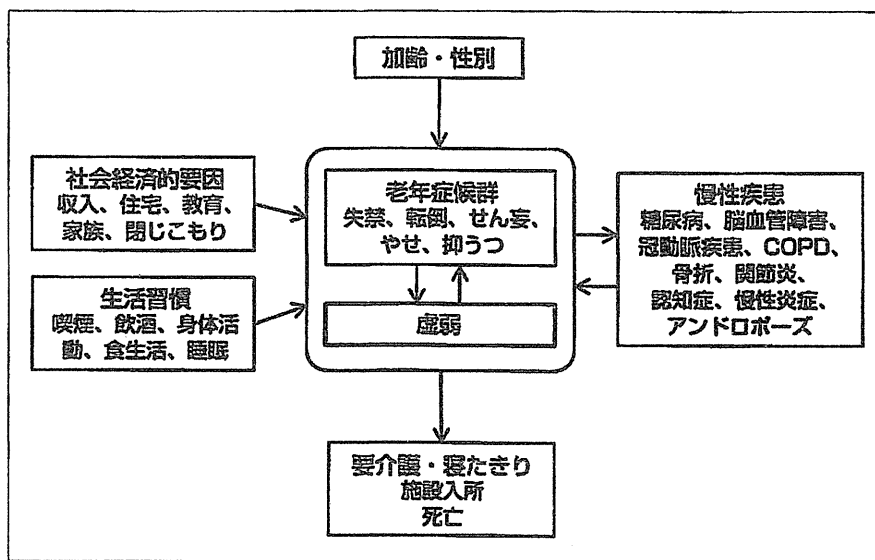 加齢・性別
社会経済的要因
収入、住宅、教育、
家族、閉じこもり
生活習慣
喫煙、飲酒、身体活
動、食生活、睡眠
老年症候群
失禁、転倒、せん妄、
やせ、抑うつ
虚弱
慢性疾患
糖尿病、脳血管障害、
冠動脈疾患、COPD、
骨折、関節炎、
認知症、慢性炎症、
アンドロポーズ
要介護・寝たきり
施設入所
死亡